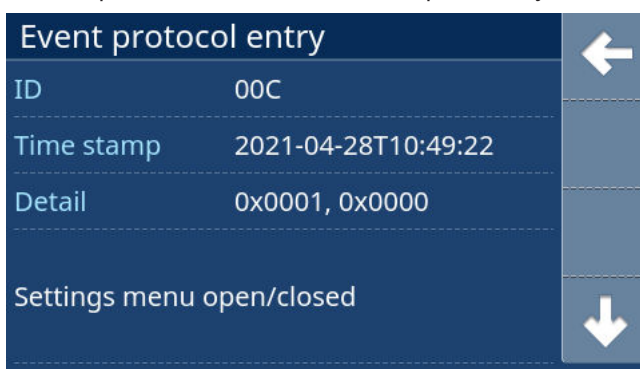 Event protocol entry
ID 00C
Time stamp 2021-04-28T10:49:22
Detail 0x0001, 0x0000
Settings menu open/closed